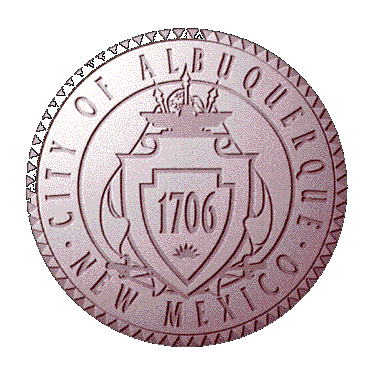 · CITY OF ALBUQUERQUE ·
1706
NEW MEXICO